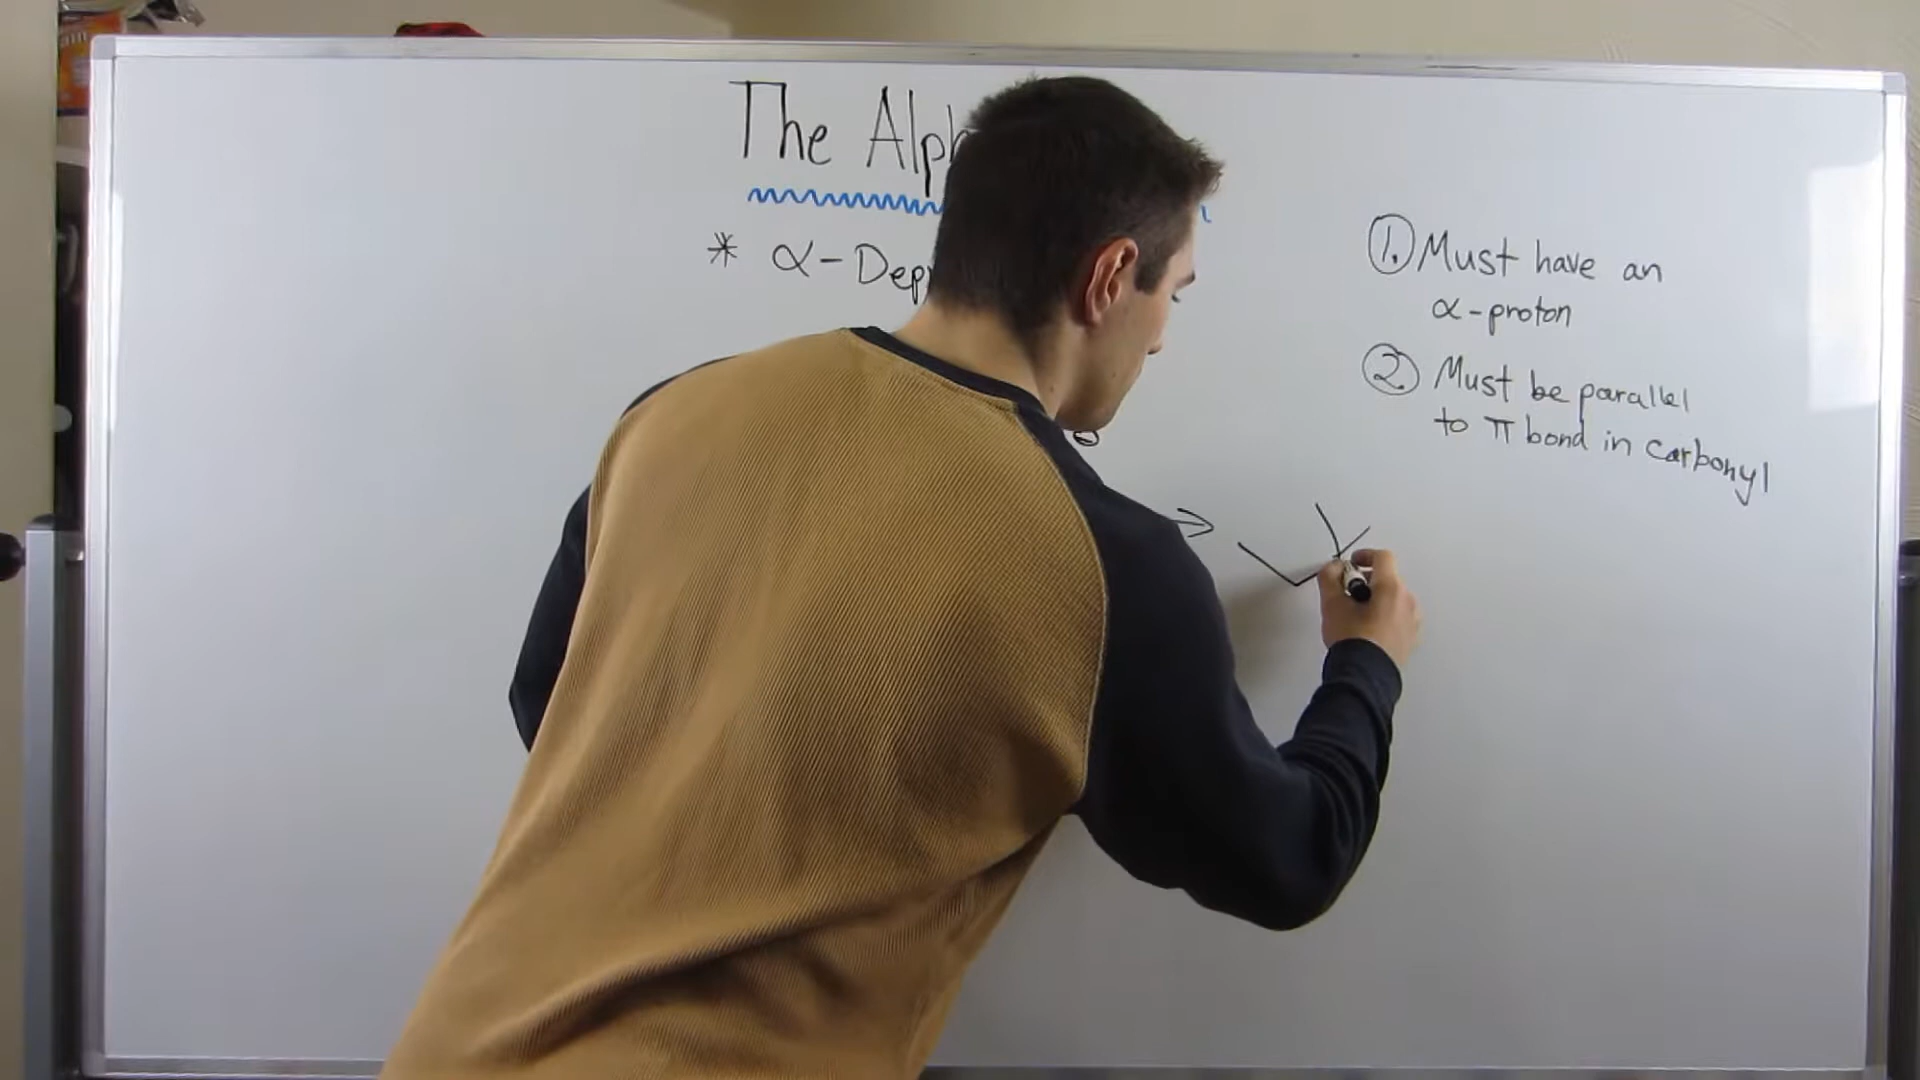 The Alph
* α-Dep
1. Must have an
α-proton
2. Must be parallel
to π bond in carbonyl